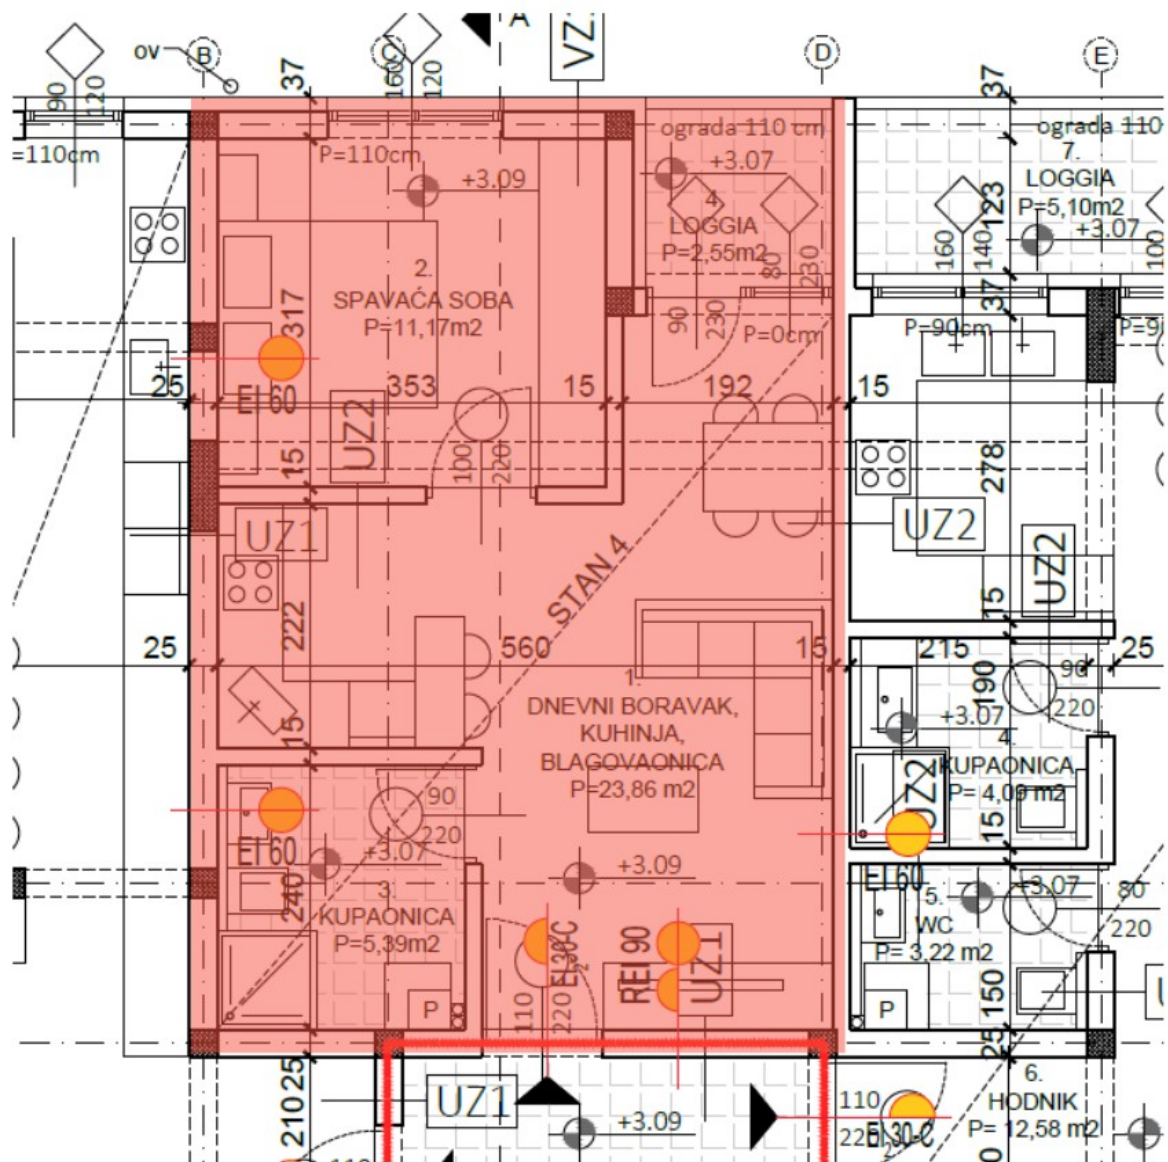 A
VZ
ov
B
C
D
E
90
120
160
120
37
37
=110cm
P=110cm
ograda 110 cm
ograda 110
+3.09
+3.07
4.
LOGGIA
P=2,55m2
80
230
90
230
P=0cm
7.
LOGGIA
P=5,10m2
+3.07
123
160
140
100
37
P=90cm
2.
SPAVAĆA SOBA
P=11,17m2
317
EI 60
25
353
15
192
15
UZ2
15
100
220
278
UZ1
UZ2
UZ2
STAN 4
222
15
25
560
15
215
25
1.
DNEVNI BORAVAK,
KUHINJA,
BLAGOVAONICA
P=23,86 m2
190
90
220
+3.07
4.
KUPAONICA
P= 4,09 m2
UZ2
15
15
90
220
EI 60
+3.07
+3.09
240
3.
KUPAONICA
P=5,39m2
P
EI₂30-C
REI 90
UZ1
110
220
EI 60
+3.07
5.
WC
P= 3,22 m2
80
220
150
P
25
25
210
UZ1
+3.09
110
220
EI₂30-C
6.
HODNIK
P= 12,58 m2
110